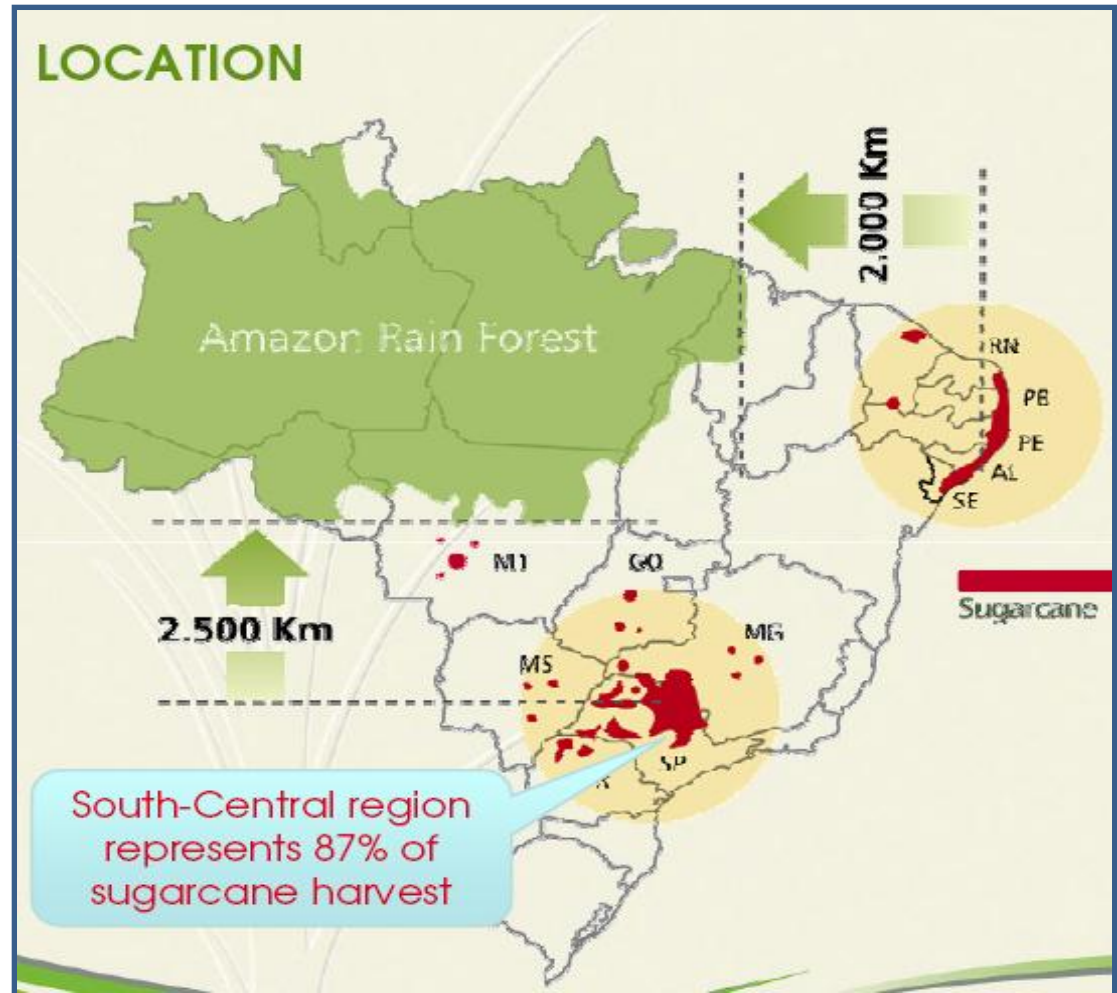 LOCATION
2.000 Km
Amazon Rain Forest
RN
PB
PE
AL
SE
MT
GO
2.500 Km
MG
Sugarcane
MS
SP
South-Central region
represents 87% of
sugarcane harvest